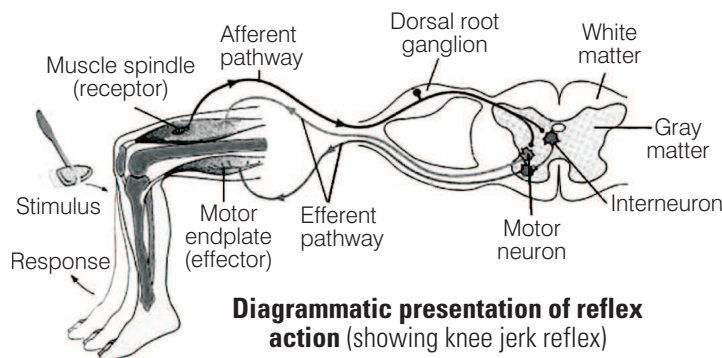 Dorsal root
ganglion
White
matter
Afferent
pathway
Muscle spindle
(receptor)
Gray
matter
Stimulus
Motor
endplate
(effector)
Efferent
pathway
Motor
neuron
Interneuron
Response
Diagrammatic presentation of reflex
action (showing knee jerk reflex)